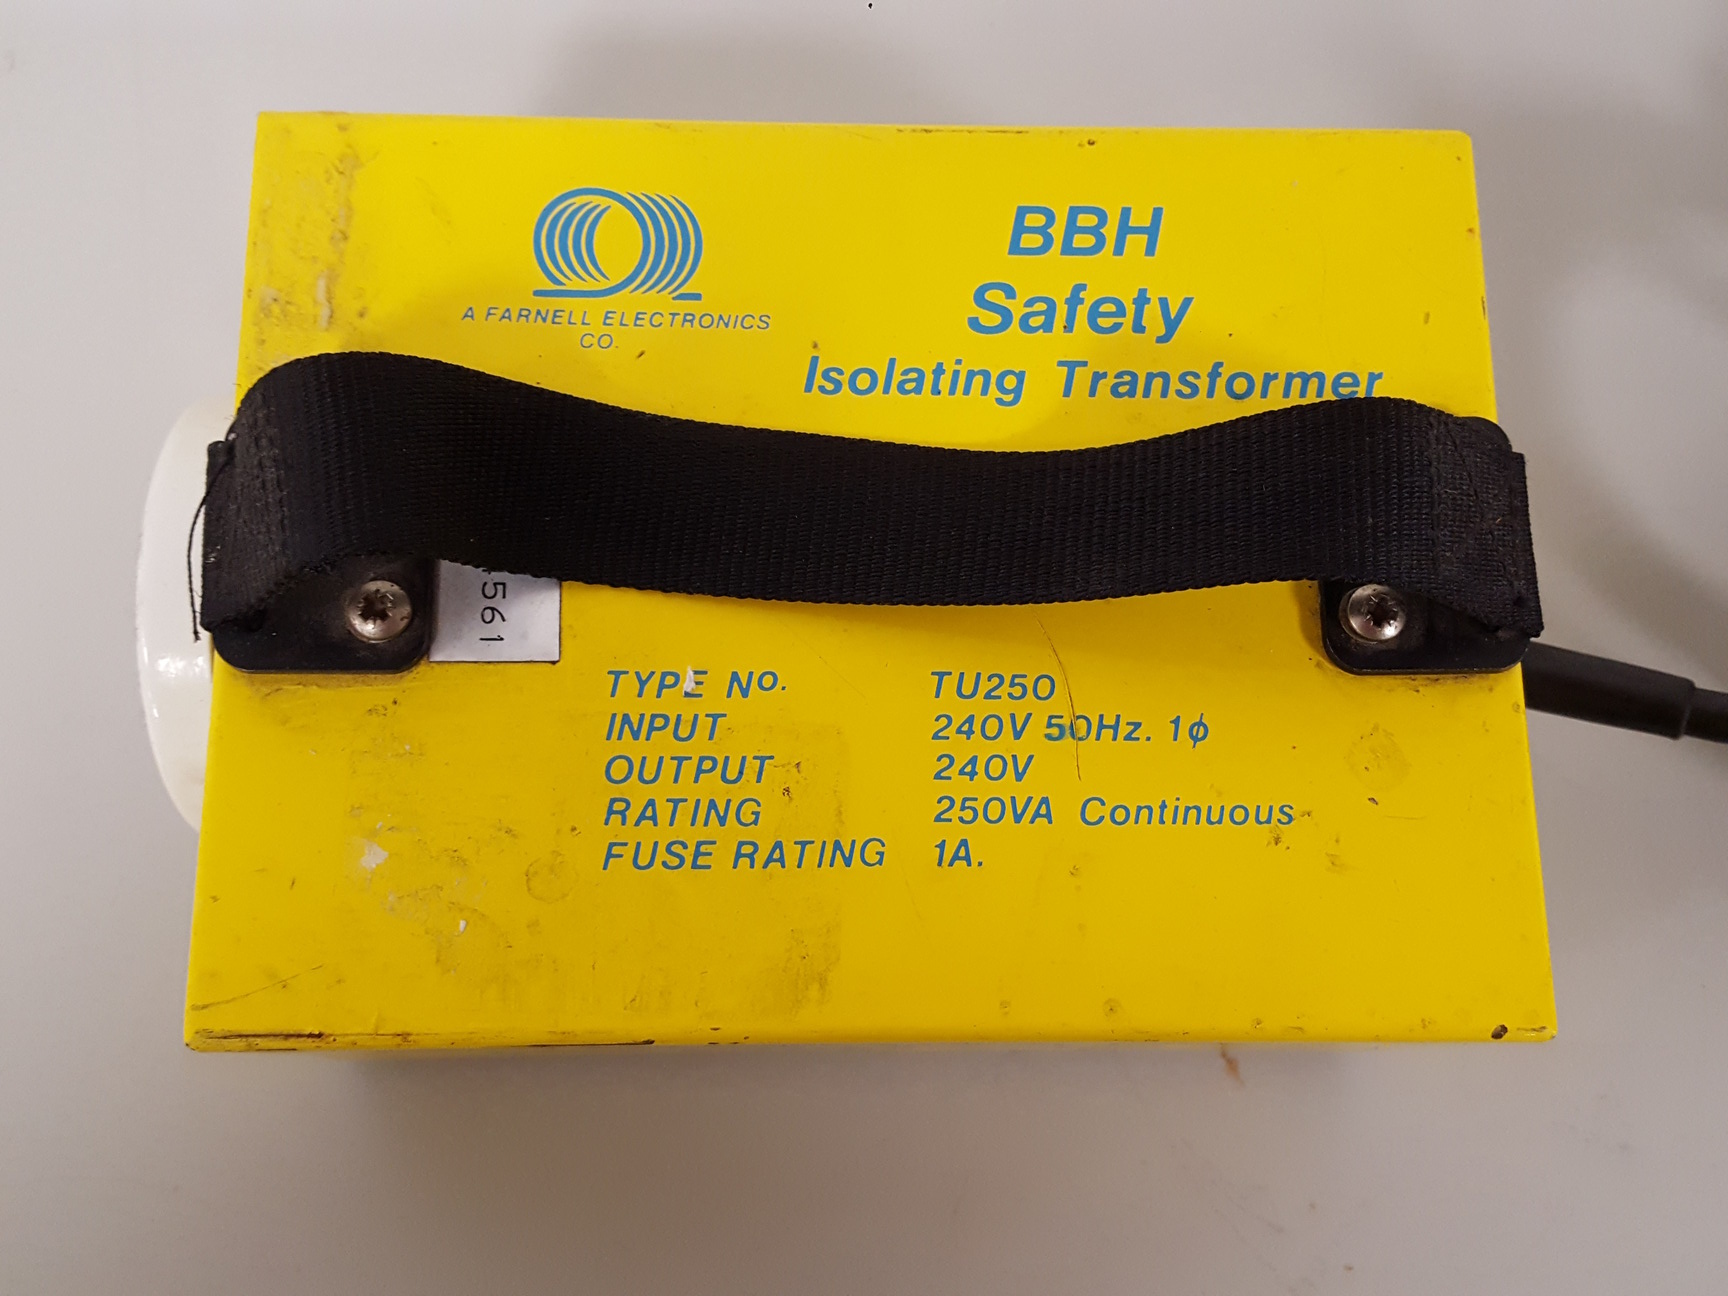 A FARNELL ELECTRONICS
CO.
BBH
Safety
Isolating Transformer
561
TYPE No. TU250
INPUT 240V 50Hz. 1ϕ
OUTPUT 240V
RATING 250VA Continuous
FUSE RATING 1A.